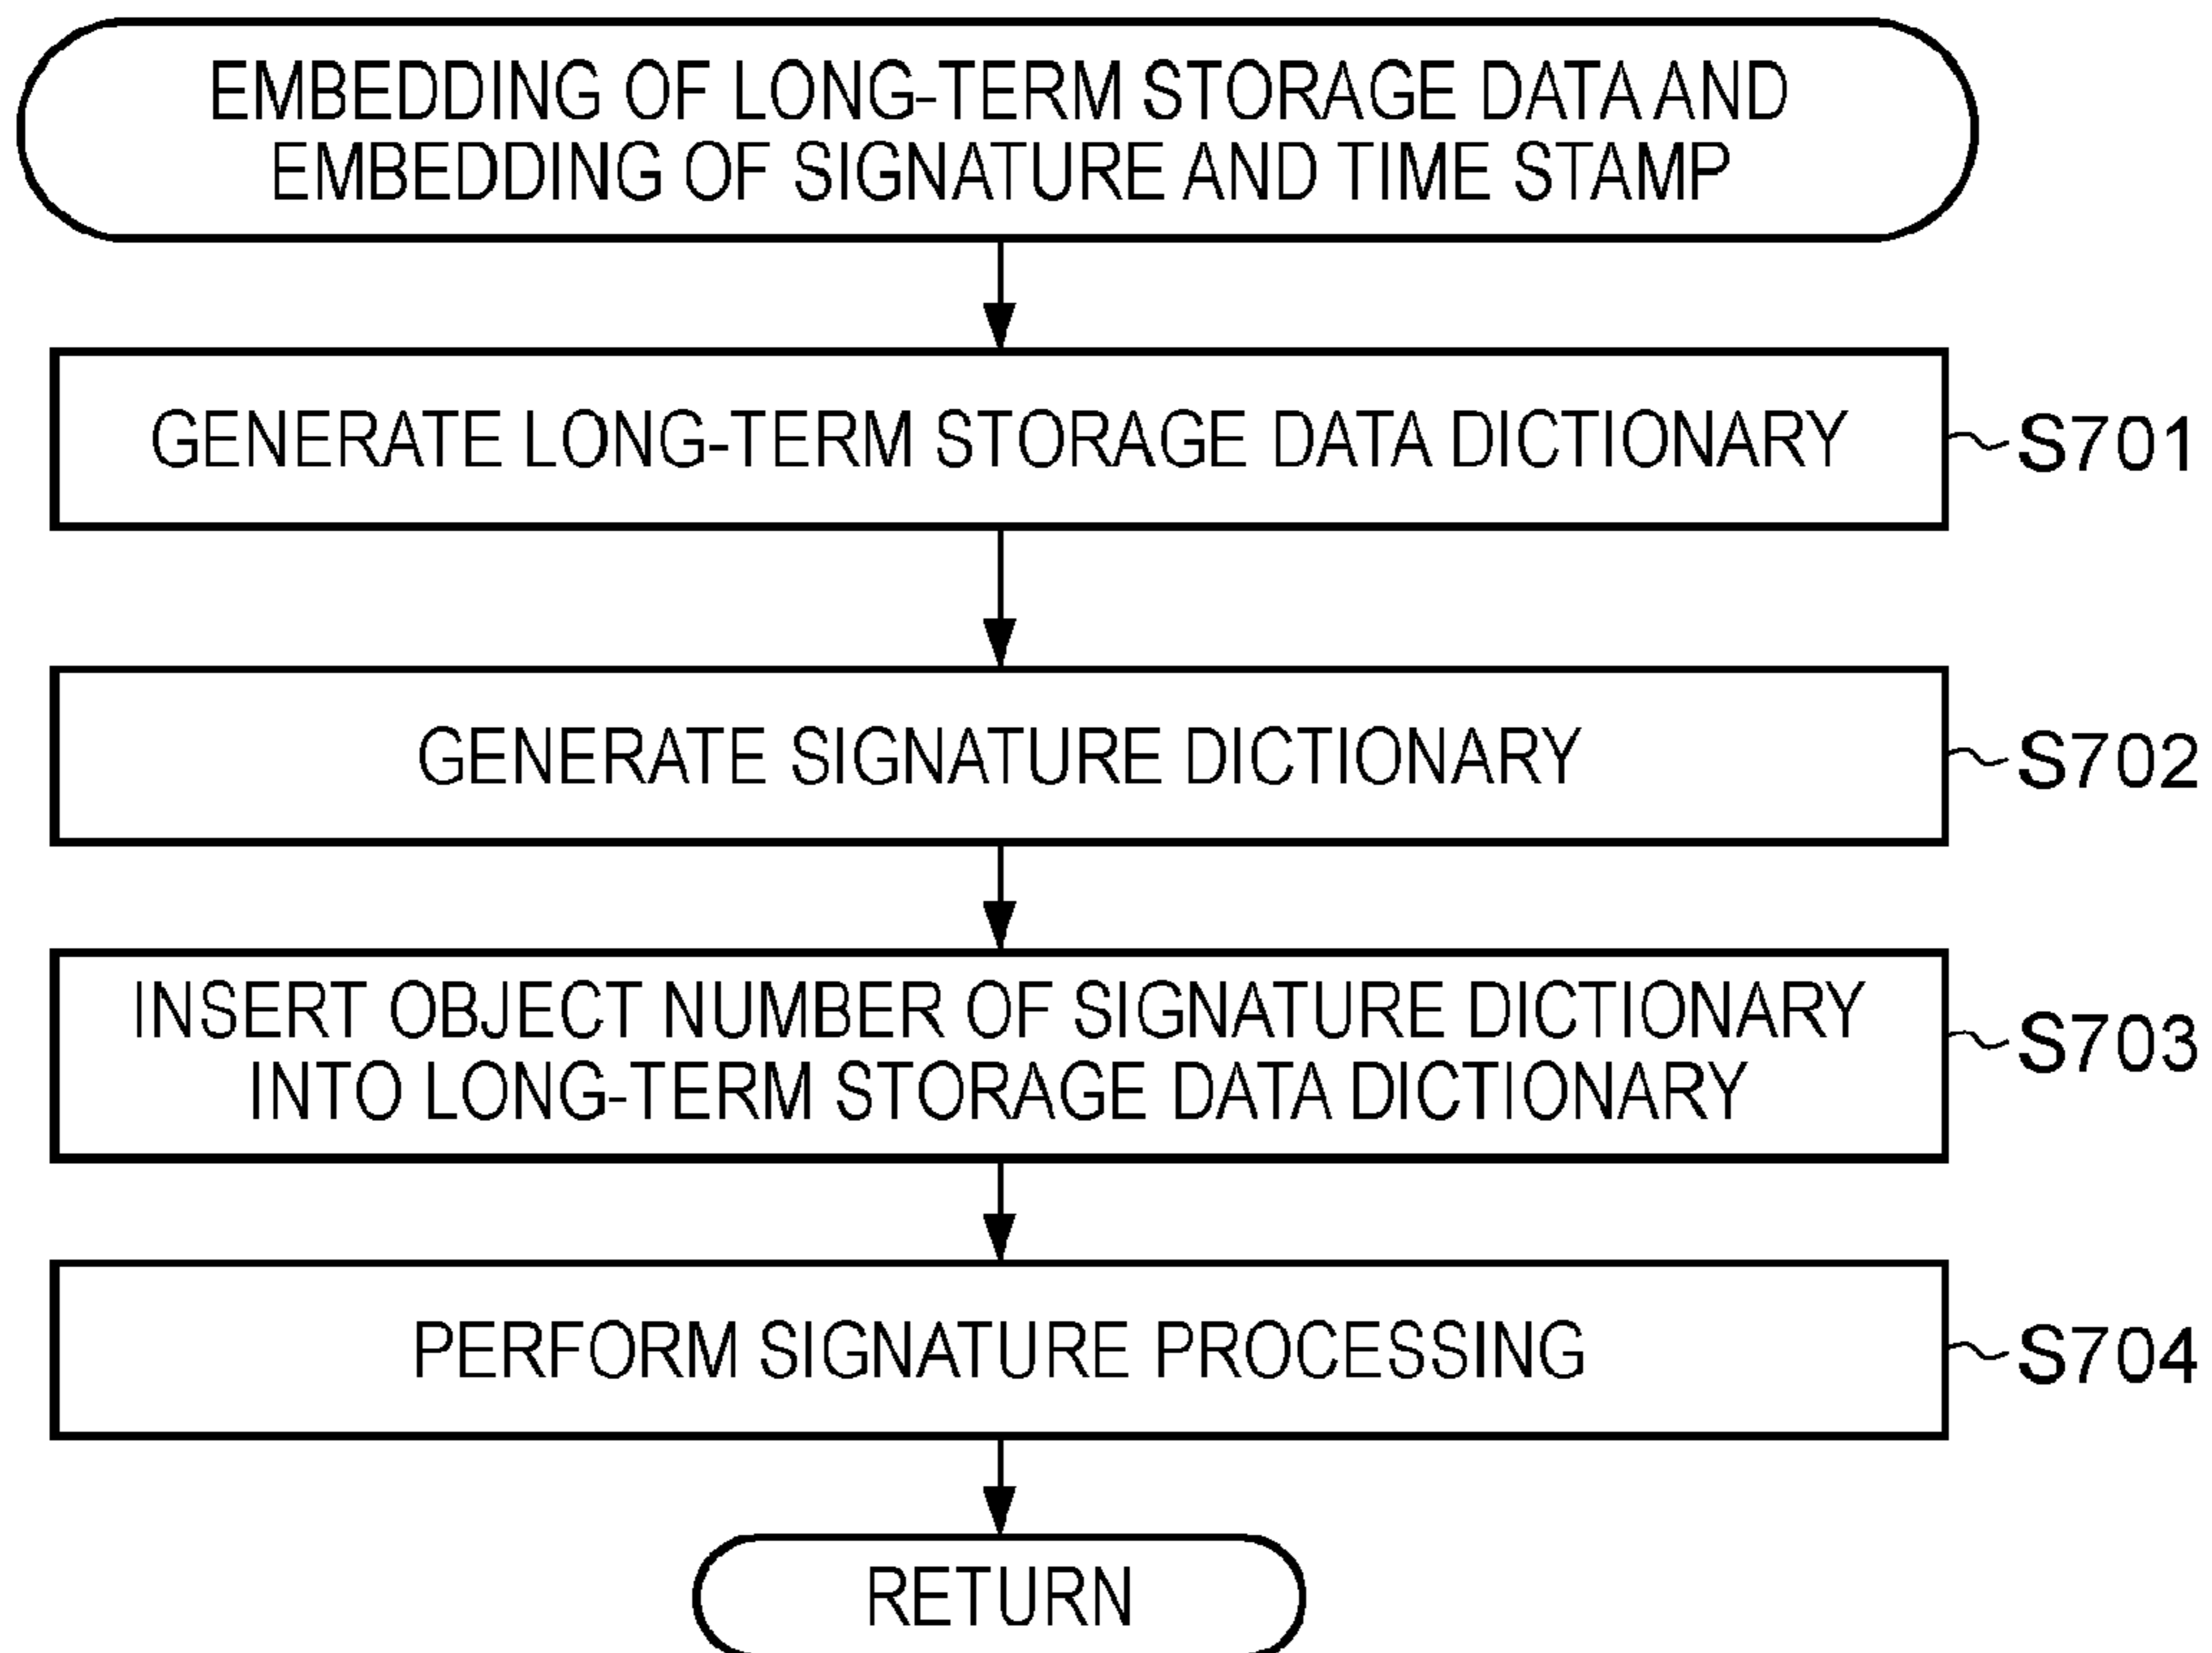 EMBEDDING OF LONG-TERM STORAGE DATA AND
EMBEDDING OF SIGNATURE AND TIME STAMP
GENERATE LONG-TERM STORAGE DATA DICTIONARY
S701
GENERATE SIGNATURE DICTIONARY
S702
INSERT OBJECT NUMBER OF SIGNATURE DICTIONARY
INTO LONG-TERM STORAGE DATA DICTIONARY
S703
PERFORM SIGNATURE PROCESSING
S704
RETURN